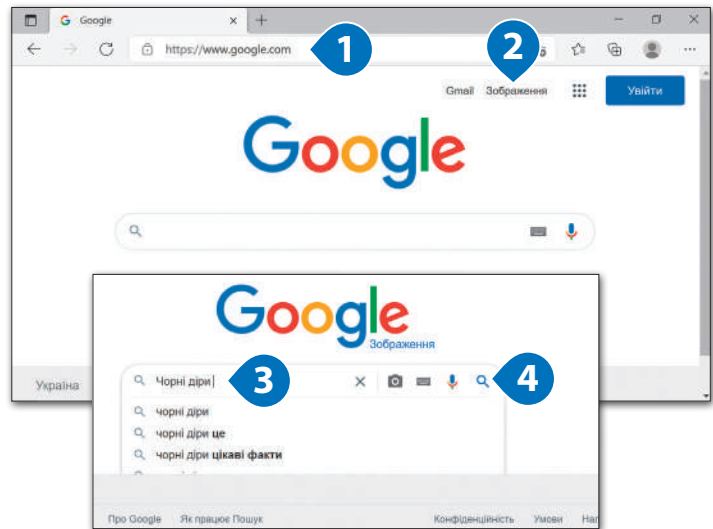 Google
https://www.google.com
1
2
Gmail Зображення
Увійти
Google
Google
Зображення
Україна
Чорні діри
3
4
чорні діри
чорні діри це
чорні діри цікаві факти
Про Google Як працює Пошук Конфіденційність Умови